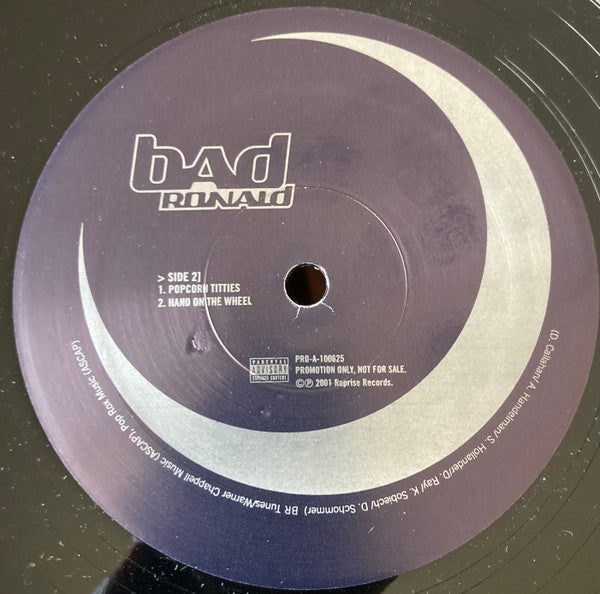 bAd
RONAld
> SIDE 2]
1. POPCORN TITTIES
2. HAND ON THE WHEEL
PARENTAL
ADVISORY
EXPLICIT CONTENT
PRO-A-100625
PROMOTION ONLY, NOT FOR SALE.
©℗ 2001 Reprise Records.
(D. Callahan/ A. Handelman/ S. Hollander/D. Ray/ K. Sobiech/ D. Schommer) BR Tunes/Warner Chappell Music (ASCAP), Pop Rox Music (ASCAP)